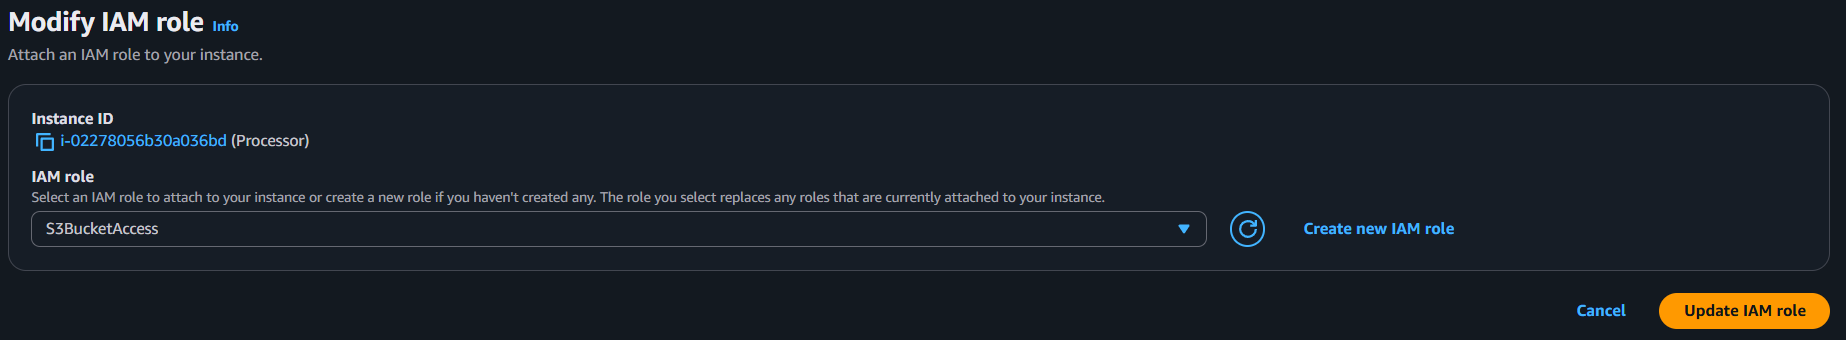 Modify IAM role Info
Attach an IAM role to your instance.
Instance ID
i-02278056b30a036bd (Processor)
IAM role
Select an IAM role to attach to your instance or create a new role if you haven't created any. The role you select replaces any roles that are currently attached to your instance.
S3BucketAccess
Create new IAM role
Cancel
Update IAM role